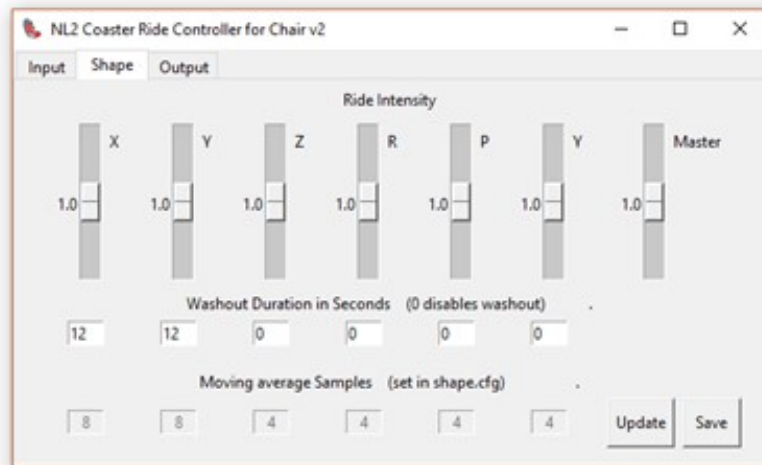 NL2 Coaster Ride Controller for Chair v2
Input Shape Output
Ride Intensity
X Y Z R P Y Master
1.0 1.0 1.0 1.0 1.0 1.0 1.0
Washout Duration in Seconds (0 disables washout) .
12 12 0 0 0 0
Moving average Samples (set in shape.cfg) .
8 8 4 4 4 4 Update Save